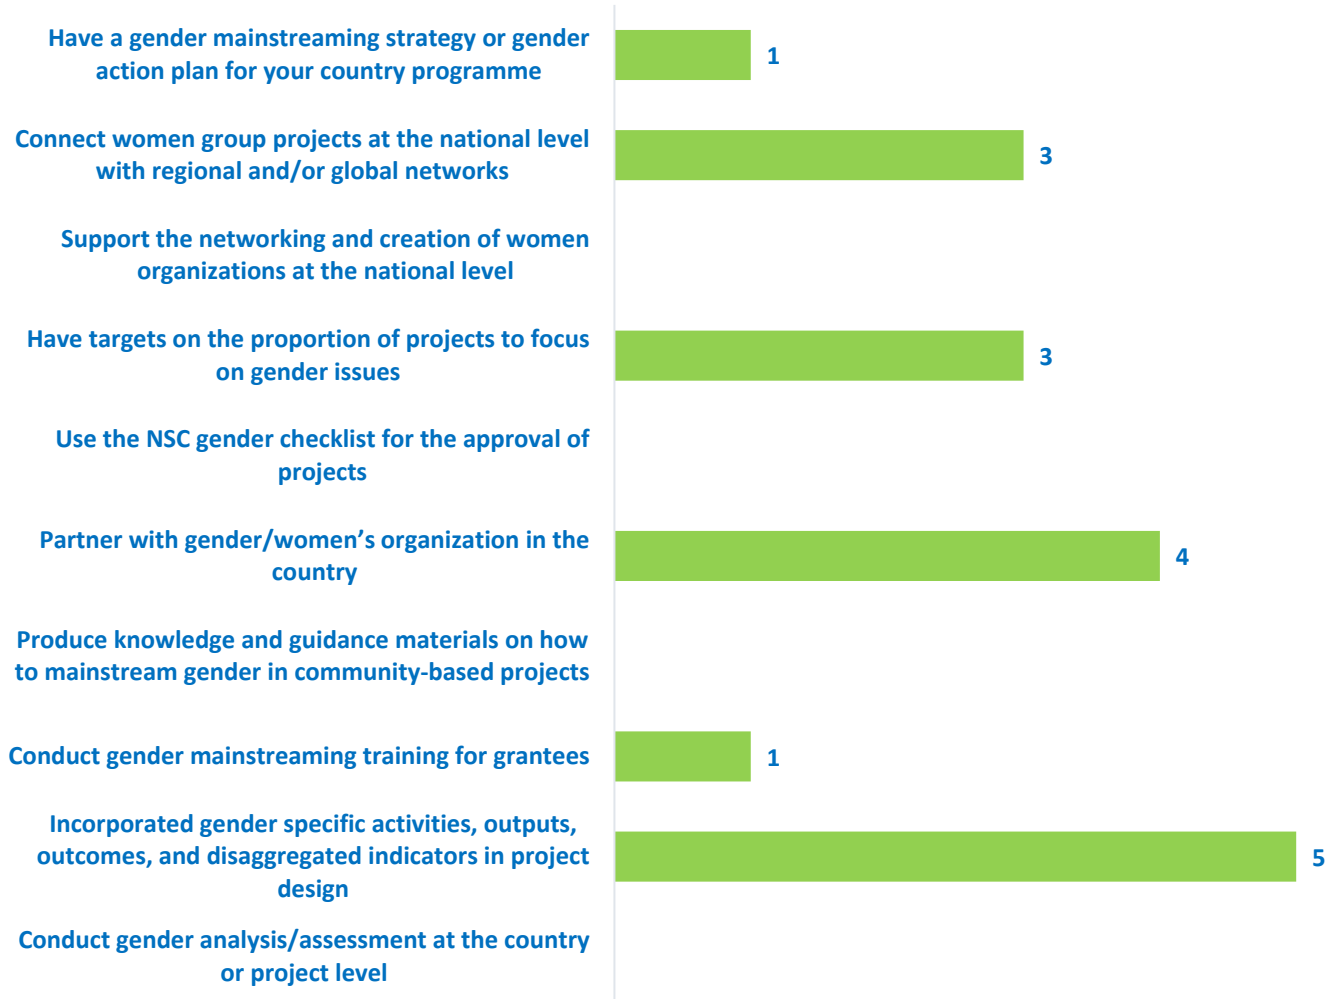 Have a gender mainstreaming strategy or gender
action plan for your country programme
1
Connect women group projects at the national level
with regional and/or global networks
3
Support the networking and creation of women
organizations at the national level
Have targets on the proportion of projects to focus
on gender issues
3
Use the NSC gender checklist for the approval of
projects
Partner with gender/women’s organization in the
country
4
Produce knowledge and guidance materials on how
to mainstream gender in community-based projects
Conduct gender mainstreaming training for grantees
1
Incorporated gender specific activities, outputs,
outcomes, and disaggregated indicators in project
design
5
Conduct gender analysis/assessment at the country
or project level